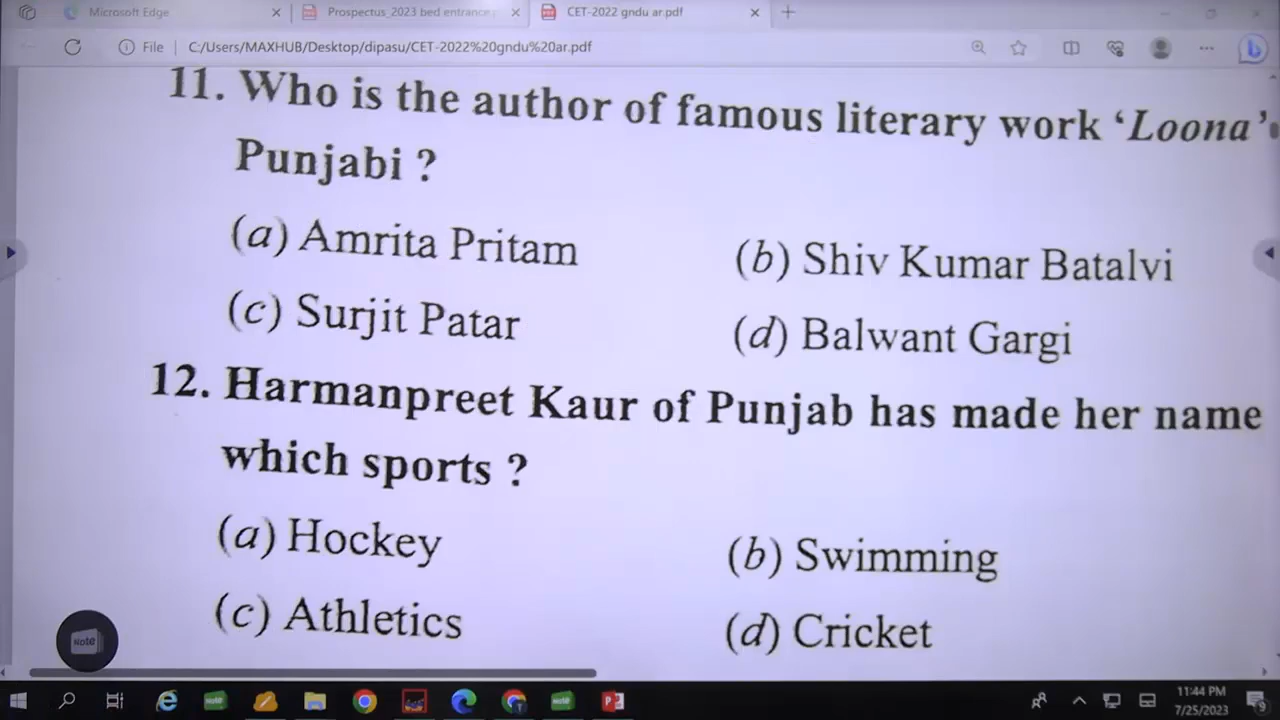 Microsoft Edge
Prospectus_2023 bed entrance
CET-2022 gndu ar.pdf
File
C:/Users/MAXHUB/Desktop/dipasu/CET-2022%20gndu%20ar.pdf
11. Who is the author of famous literary work ‘Loona’
Punjabi ?
(a) Amrita Pritam
(b) Shiv Kumar Batalvi
(c) Surjit Patar
(d) Balwant Gargi
12. Harmanpreet Kaur of Punjab has made her name
which sports ?
(a) Hockey
(b) Swimming
(c) Athletics
(d) Cricket
Note
11:44 PM
7/25/2023